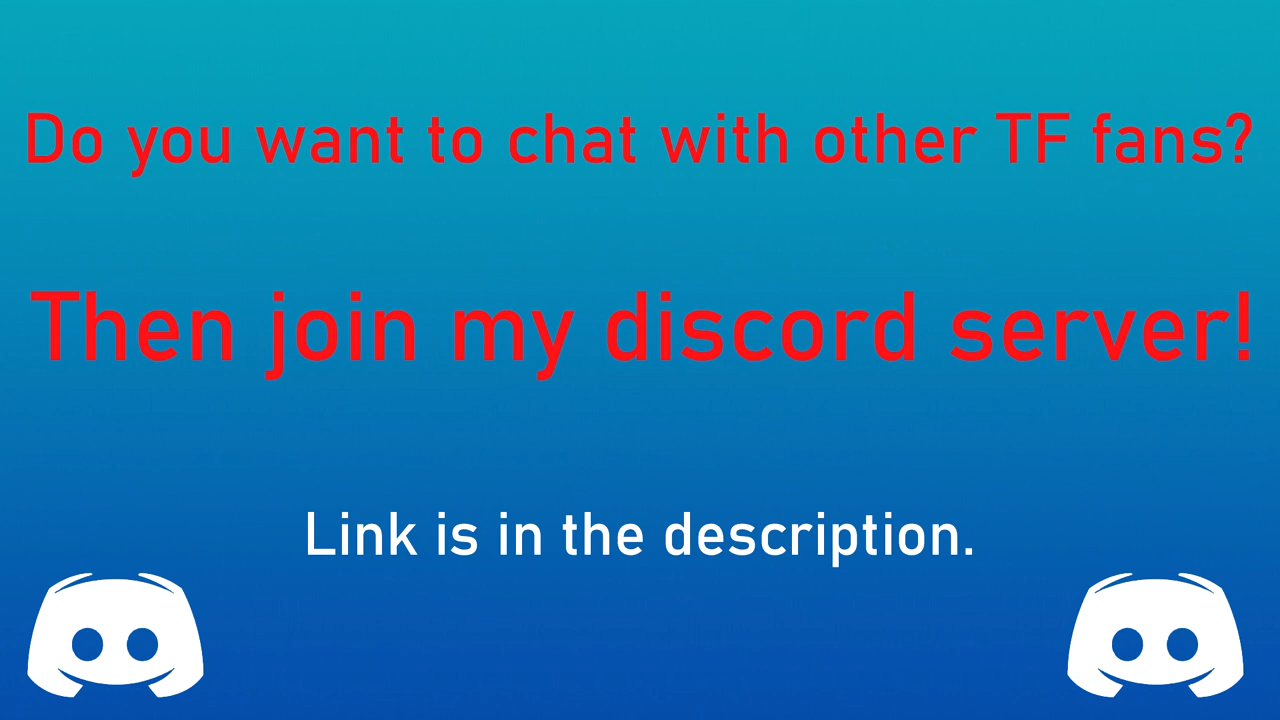 Do you want to chat with other TF fans?
Then join my discord server!
Link is in the description.